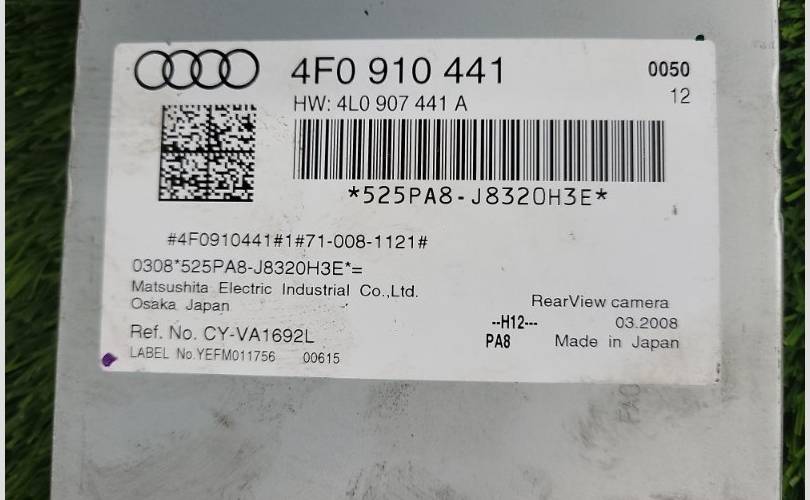 4F0 910 441
0050
HW: 4L0 907 441 A
12
*525PA8-J8320H3E*
#4F0910441#1#71-008-1121#
0308*525PA8-J8320H3E*=
Matsushita Electric Industrial Co.,Ltd.
Osaka Japan
RearView camera
--H12---
03.2008
Ref. No. CY-VA1692L
PA8
Made in Japan
LABEL No.YEFM011756 00615